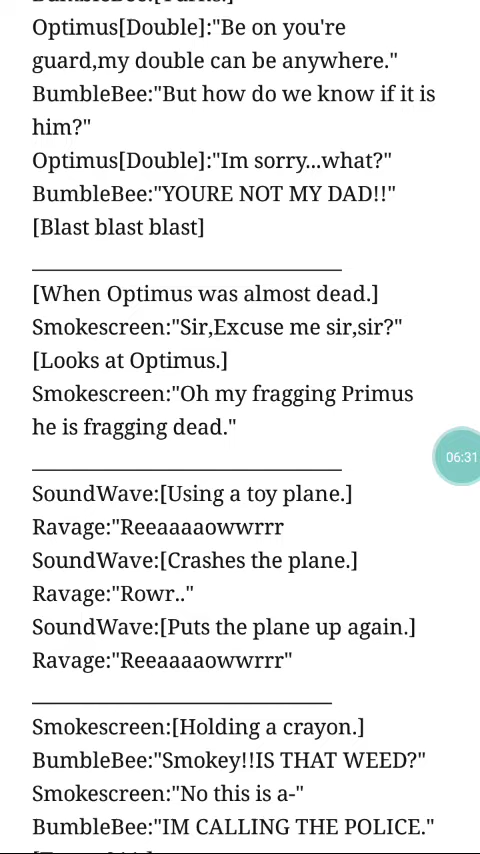 Optimus[Double]:"Be on you're
guard,my double can be anywhere."
BumbleBee:"But how do we know if it is
him?"
Optimus[Double]:"Im sorry...what?"
BumbleBee:"YOURE NOT MY DAD!!"
[Blast blast blast]
[When Optimus was almost dead.]
Smokescreen:"Sir,Excuse me sir,sir?"
[Looks at Optimus.]
Smokescreen:"Oh my fragging Primus
he is fragging dead."
06:31
SoundWave:[Using a toy plane.]
Ravage:"Reeaaaaowwrrr
SoundWave:[Crashes the plane.]
Ravage:"Rowr.."
SoundWave:[Puts the plane up again.]
Ravage:"Reeaaaaowwrrr"
Smokescreen:[Holding a crayon.]
BumbleBee:"Smokey!!IS THAT WEED?"
Smokescreen:"No this is a-"
BumbleBee:"IM CALLING THE POLICE."